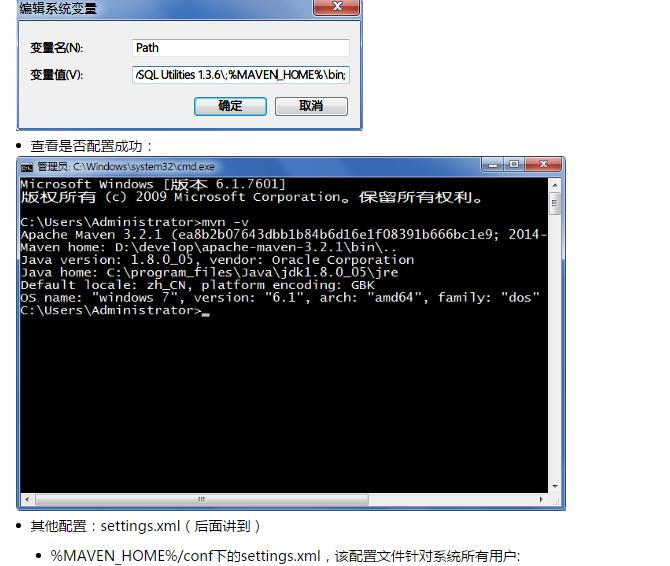 编辑系统变量
变量名(N):
Path
变量值(V):
/SQL Utilities 1.3.6\;%MAVEN_HOME%\bin;
确定
取消
查看是否配置成功：
管理员: C:\Windows\system32\cmd.exe
Microsoft Windows [版本 6.1.7601]
版权所有 (c) 2009 Microsoft Corporation。保留所有权利。
C:\Users\Administrator>mvn -v
Apache Maven 3.2.1 (ea8b2b07643dbb1b84b6d16e1f08391b666bc1e9; 2014-
Maven home: D:\develop\apache-maven-3.2.1\bin\..
Java version: 1.8.0_05, vendor: Oracle Corporation
Java home: C:\program_files\Java\jdk1.8.0_05\jre
Default locale: zh_CN, platform encoding: GBK
OS name: "windows 7", version: "6.1", arch: "amd64", family: "dos"
C:\Users\Administrator>
其他配置：settings.xml（后面讲到）
%MAVEN_HOME%/conf下的settings.xml，该配置文件针对系统所有用户: